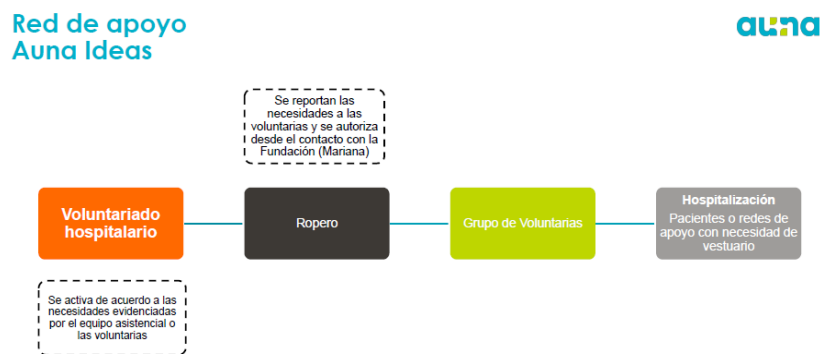 Red de apoyo
Auna Ideas
auna
Se reportan las
necesidades a las
voluntarias y se autoriza
desde el contacto con la
Fundación (Mariana)
Voluntariado
hospitalario
Ropero
Grupo de Voluntarias
Hospitalización
Pacientes o redes de
apoyo con necesidad de
vestuario
Se activa de acuerdo a las
necesidades evidenciadas
por el equipo asistencial o
las voluntarias